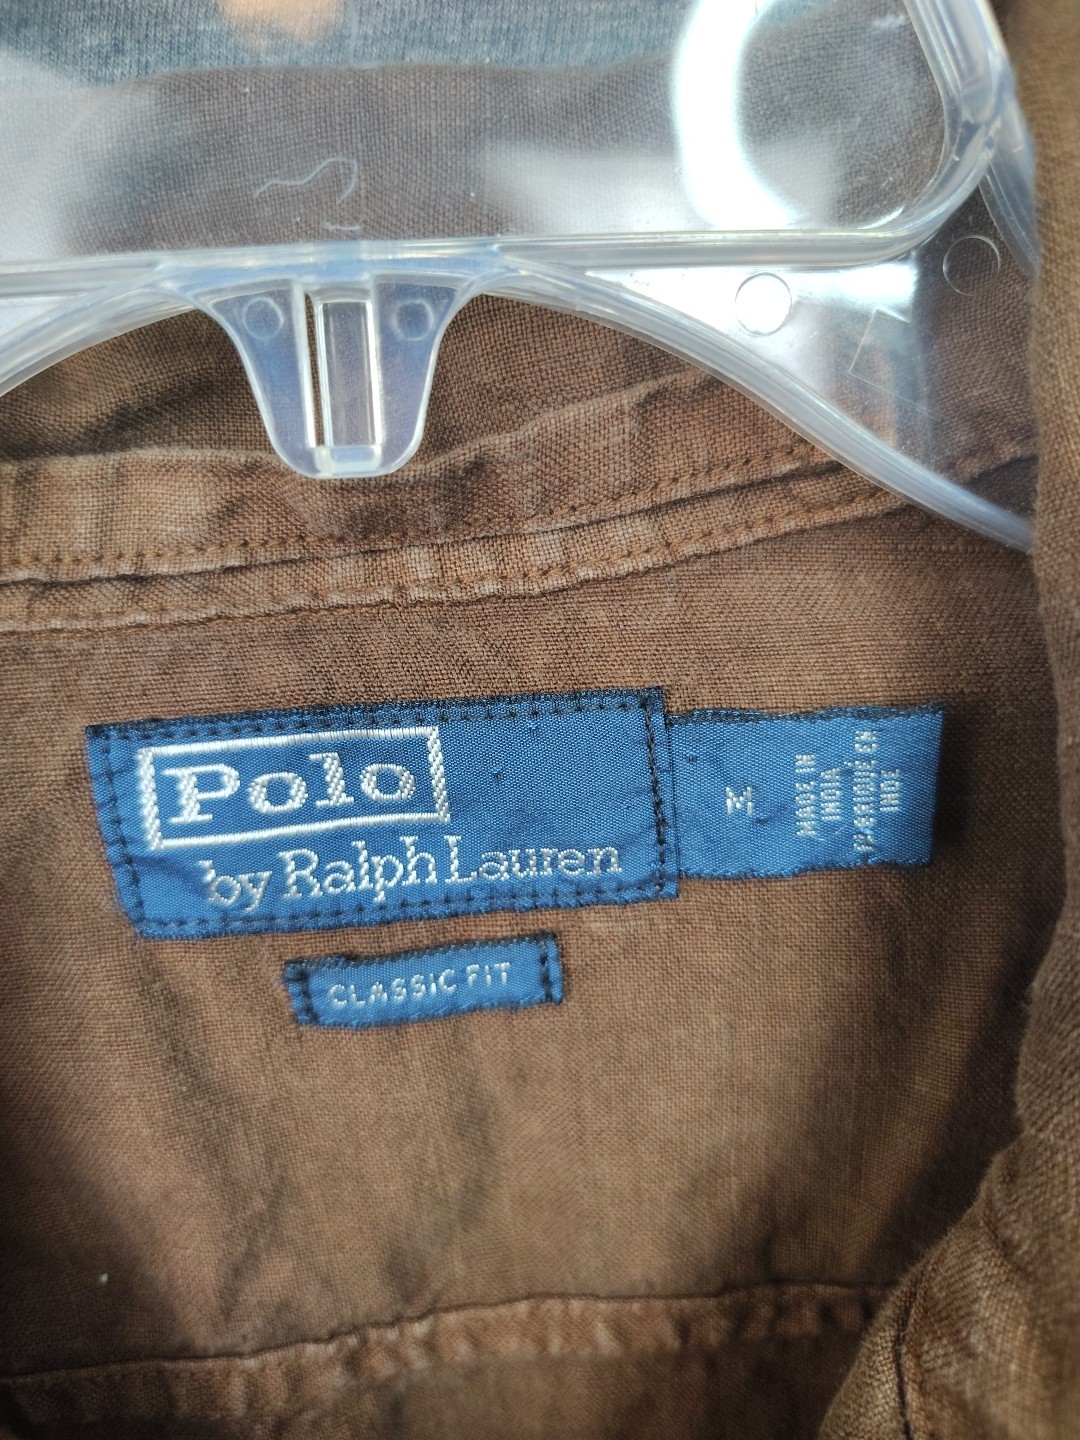 Polo
by Ralph Lauren
M
MADE IN
INDIA
FABRIQUÉ EN
INDE
CLASSIC FIT